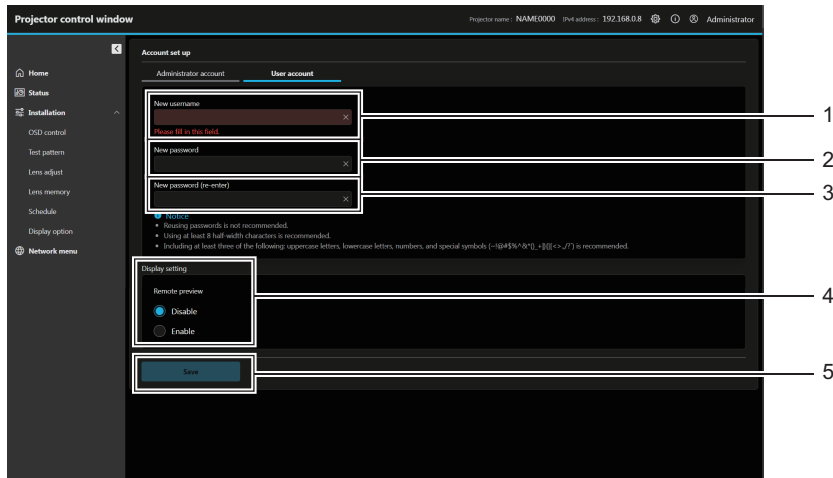 Projector control window
Projector name : NAME0000 IPv4 address : 192.168.0.8 Administrator
Account set up
Home
Administrator account User account
Status
Installation
New username
1
OSD control
Please fill in this field.
Test pattern
New password
2
Lens adjust
New password (re-enter)
3
Lens memory
Schedule
Notice
Reusing passwords is not recommended.
Display option
Using at least 8 half-width characters is recommended.
Network menu
Including at least three of the following: uppercase letters, lowercase letters, numbers, and special symbols (~!@#$%^&*()_+[]{}|<>.,/?`) is recommended.
Display setting
Remote preview
4
Disable
Enable
Save
5